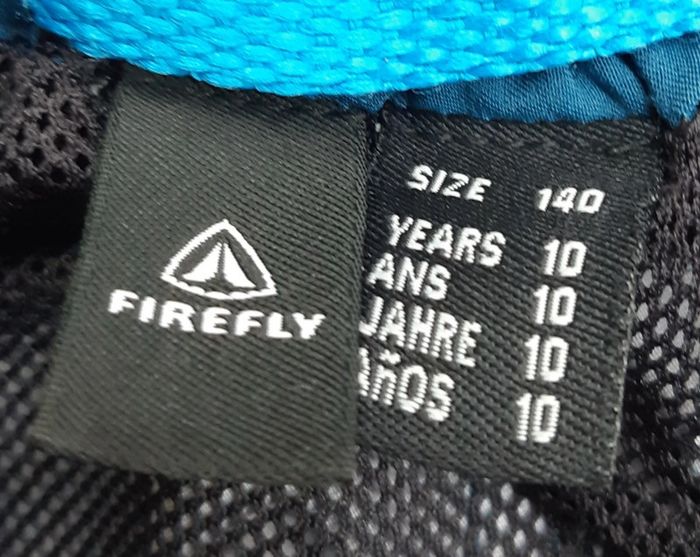 FIREFLY
SIZE 140
YEARS 10
ANS 10
JAHRE 10
AÑOS 10